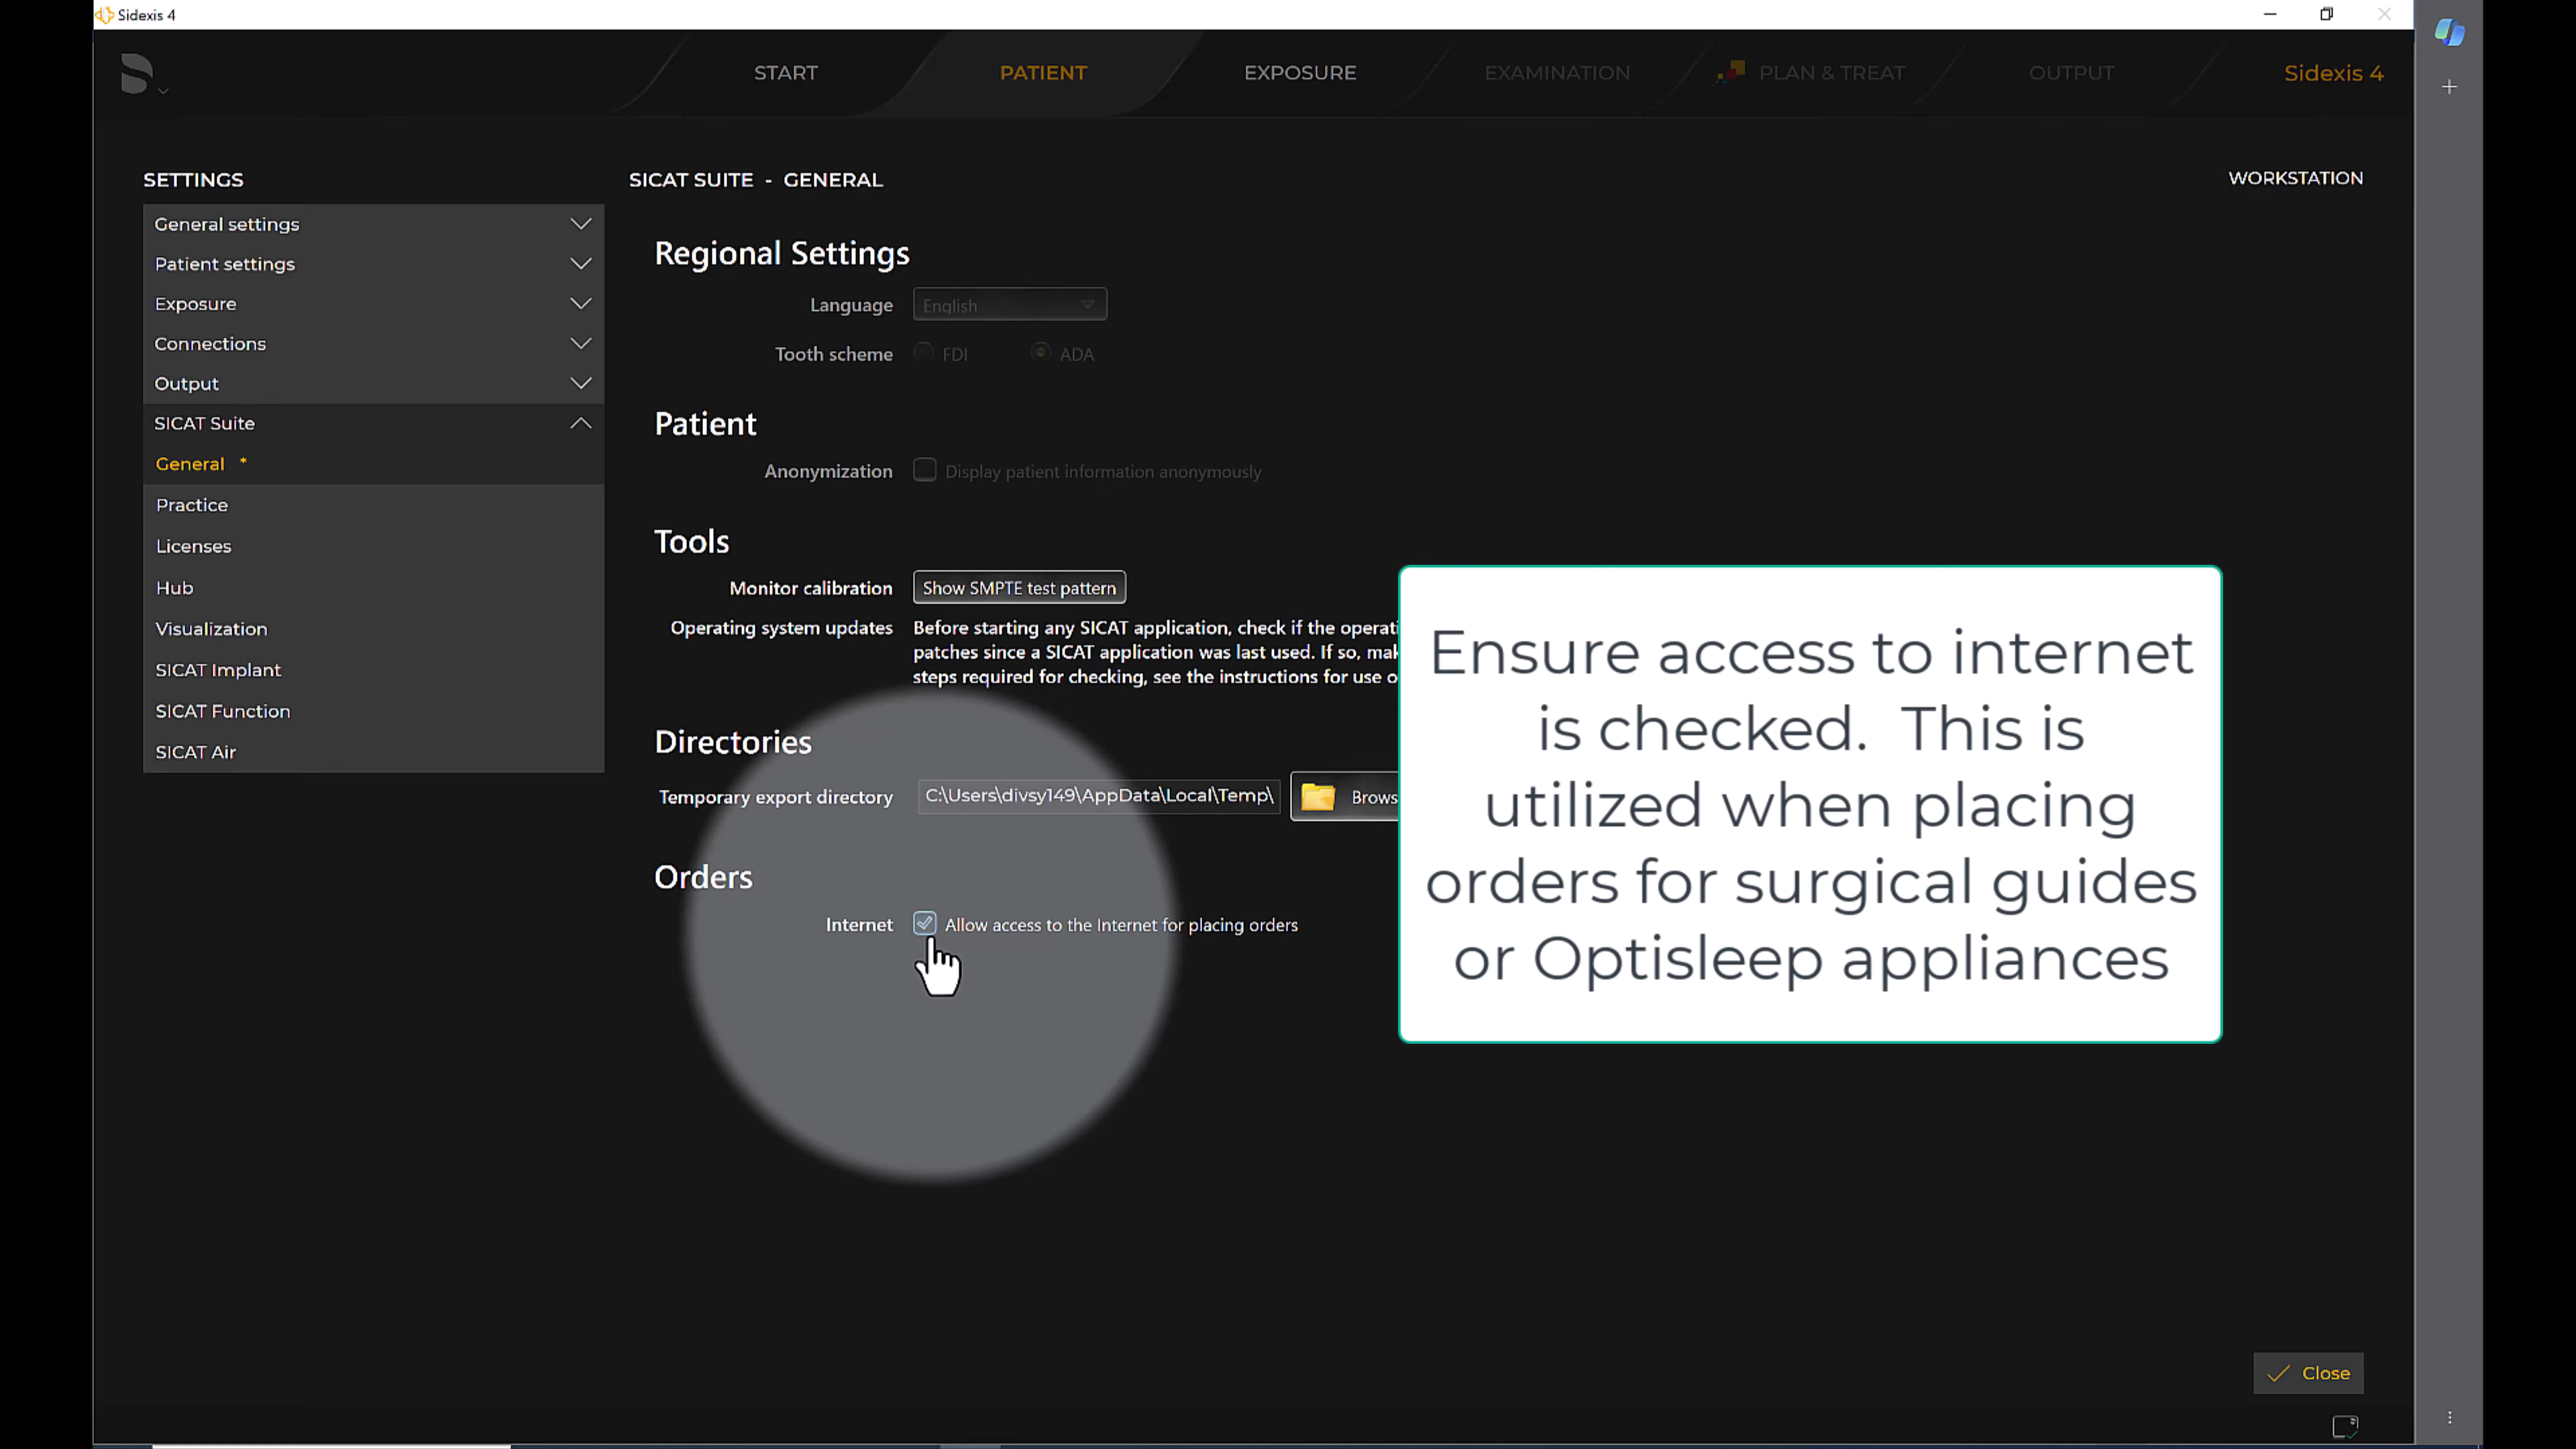 Sidexis 4
START
PATIENT
EXPOSURE
EXAMINATION
PLAN & TREAT
OUTPUT
Sidexis 4
SETTINGS
General settings
Patient settings
Exposure
Connections
Output
SICAT Suite
General *
Practice
Licenses
Hub
Visualization
SICAT Implant
SICAT Function
SICAT Air
SICAT SUITE - GENERAL
WORKSTATION
Regional Settings
Language English
Tooth scheme FDI ADA
Patient
Anonymization Display patient information anonymously
Tools
Monitor calibration Show SMPTE test pattern
Operating system updates Before starting any SICAT application, check if the
patches since a SICAT application was last used. If so,
steps required for checking, see the instructions for use
Directories
Temporary export directory C:\Users\divsy149\AppData\Local\Temp\
Orders
Internet Allow access to the Internet for placing orders
Ensure access to internet
is checked. This is
utilized when placing
orders for surgical guides
or Optisleep appliances
Close